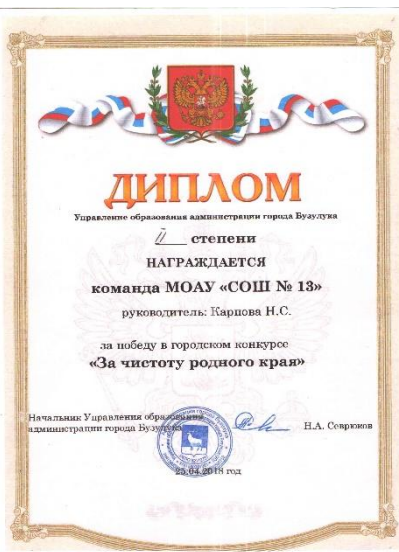 ДИПЛОМ
Управление образования администрации города Бузулука
II степени
НАГРАЖДАЕТСЯ
команда МОАУ «СОШ № 13»
руководитель: Карпова Н.С.
за победу в городском конкурсе
«За чистоту родного края»
Начальник Управления образования
администрации города Бузулука
Н.А. Севрюков
25.04.2018 год